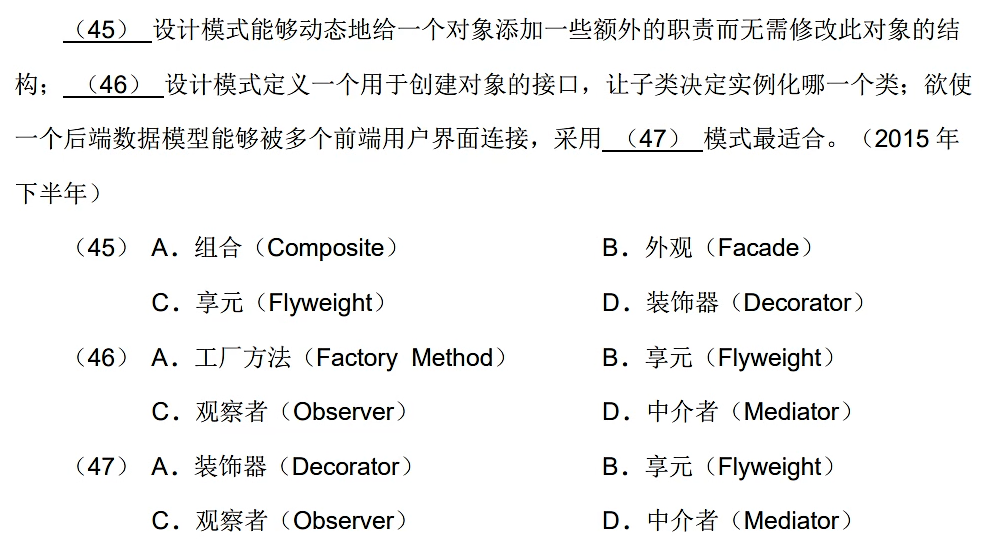 （45） 设计模式能够动态地给一个对象添加一些额外的职责而无需修改此对象的结
构；（46） 设计模式定义一个用于创建对象的接口，让子类决定实例化哪一个类；欲使
一个后端数据模型能够被多个前端用户界面连接，采用（47） 模式最适合。（2015 年
下半年）
（45） A．组合（Composite） B．外观（Facade）
C．享元（Flyweight） D．装饰器（Decorator）
（46） A．工厂方法（Factory Method） B．享元（Flyweight）
C．观察者（Observer） D．中介者（Mediator）
（47） A．装饰器（Decorator） B．享元（Flyweight）
C．观察者（Observer） D．中介者（Mediator）